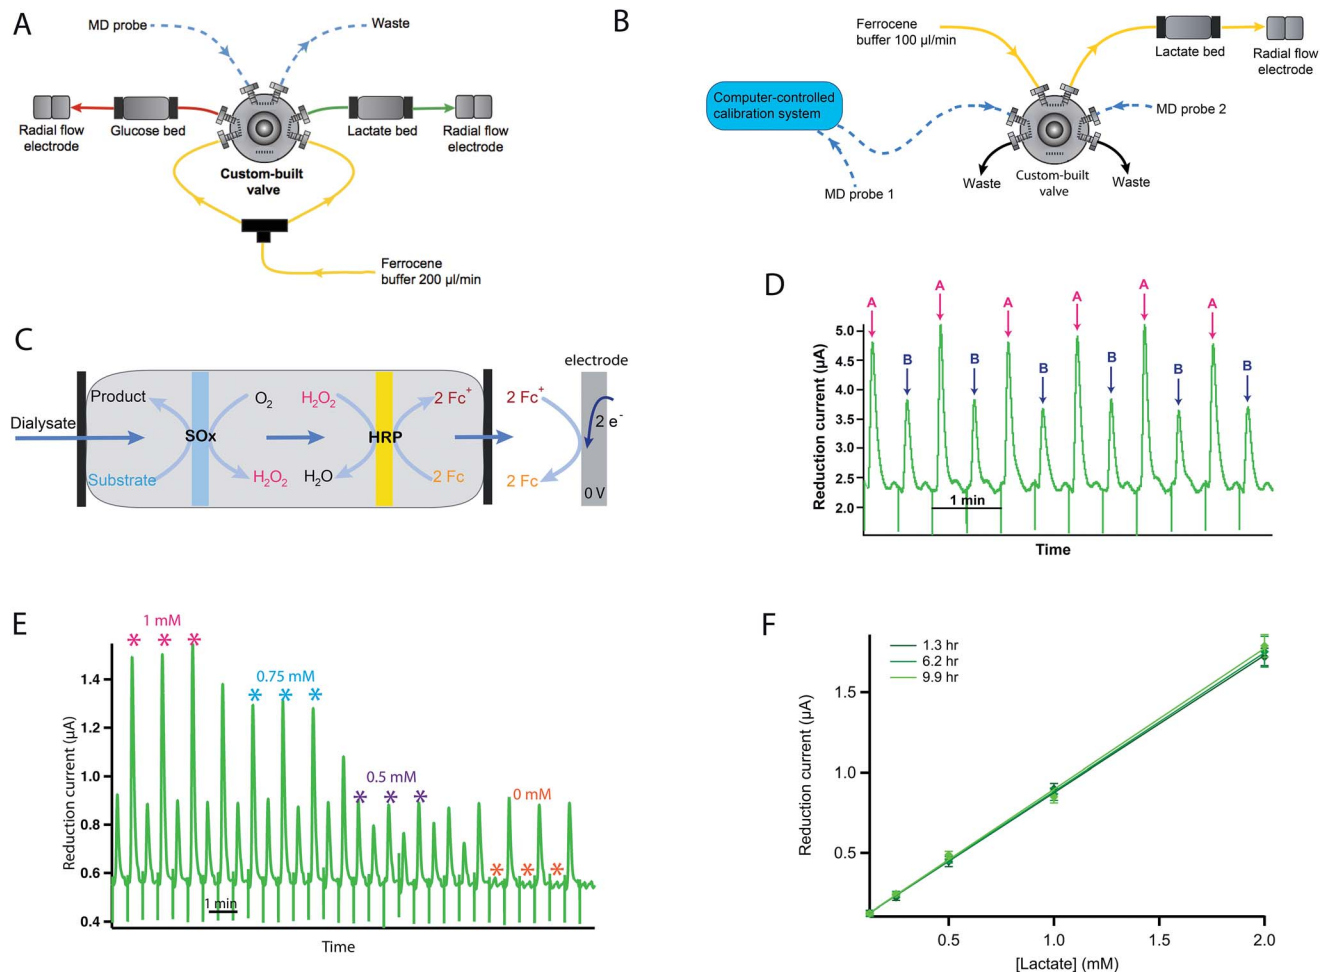 A
MD probe
Waste
Radial flow
electrode
Glucose bed
Lactate bed
Radial flow
electrode
Custom-built
valve
Ferrocene
buffer 200 µl/min
B
Ferrocene
buffer 100 µl/min
Lactate bed
Radial flow
electrode
Computer-controlled
calibration system
MD probe 2
MD probe 1
Waste
Custom-built
valve
Waste
C
electrode
Dialysate
Product
O2
H2O2
2 Fc+
2 Fc+
2 e-
SOx
HRP
Substrate
H2O2
H2O
2 Fc
2 Fc
0 V
D
A A A A A A
B B B B B B
5.0
4.5
4.0
3.5
3.0
2.5
2.0
Reduction current (µA)
1 min
Time
E
1 mM
0.75 mM
0.5 mM
0 mM
1.4
1.2
1.0
0.8
0.6
0.4
Reduction current (µA)
1 min
Time
F
1.3 hr
6.2 hr
9.9 hr
1.5
1.0
0.5
Reduction current (µA)
0.5 1.0 1.5 2.0
[Lactate] (mM)